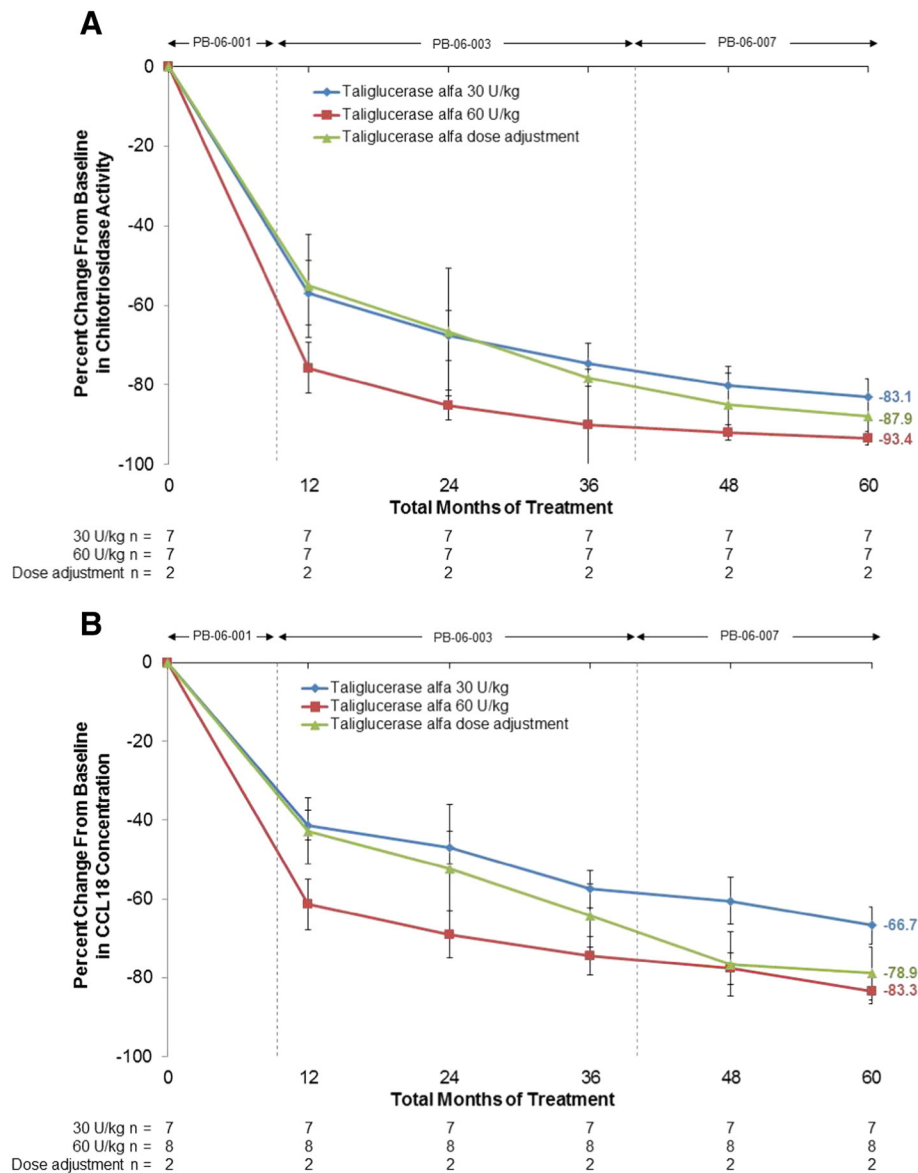 A
PB-06-001 PB-06-003 PB-06-007
Percent Change From Baseline
in Chitotriosidase Activity
0
-20
-40
-60
-80
-100
Taliglucerase alfa 30 U/kg
Taliglucerase alfa 60 U/kg
Taliglucerase alfa dose adjustment
-83.1
-87.9
-93.4
0 12 24 36 48 60
Total Months of Treatment
30 U/kg n = 7 7 7 7 7 7
60 U/kg n = 7 7 7 7 7 7
Dose adjustment n = 2 2 2 2 2 2
B
PB-06-001 PB-06-003 PB-06-007
Percent Change From Baseline
in CCL18 Concentration
0
-20
-40
-60
-80
-100
Taliglucerase alfa 30 U/kg
Taliglucerase alfa 60 U/kg
Taliglucerase alfa dose adjustment
-66.7
-78.9
-83.3
0 12 24 36 48 60
Total Months of Treatment
30 U/kg n = 7 7 7 7 7 7
60 U/kg n = 8 8 8 8 8 8
Dose adjustment n = 2 2 2 2 2 2